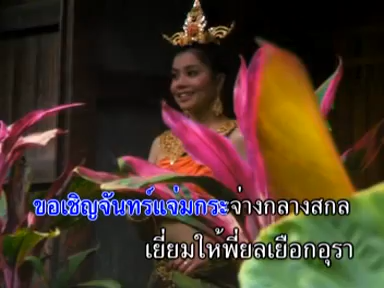 ขอเชิญจันทร์แจ่มกระจ่างกลางสกล
เยี่ยมให้พี่ยลเยือกอุรา